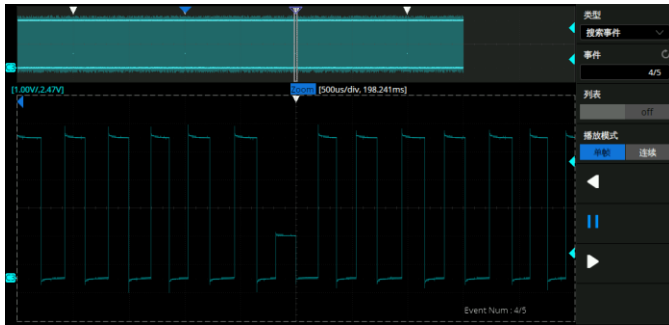 类型
搜索事件
事件
4/5
[1.00V/,2.47V]
Zoom
[500us/div, 198.241ms]
列表
off
播放模式
单帧 连续
Event Num : 4/5